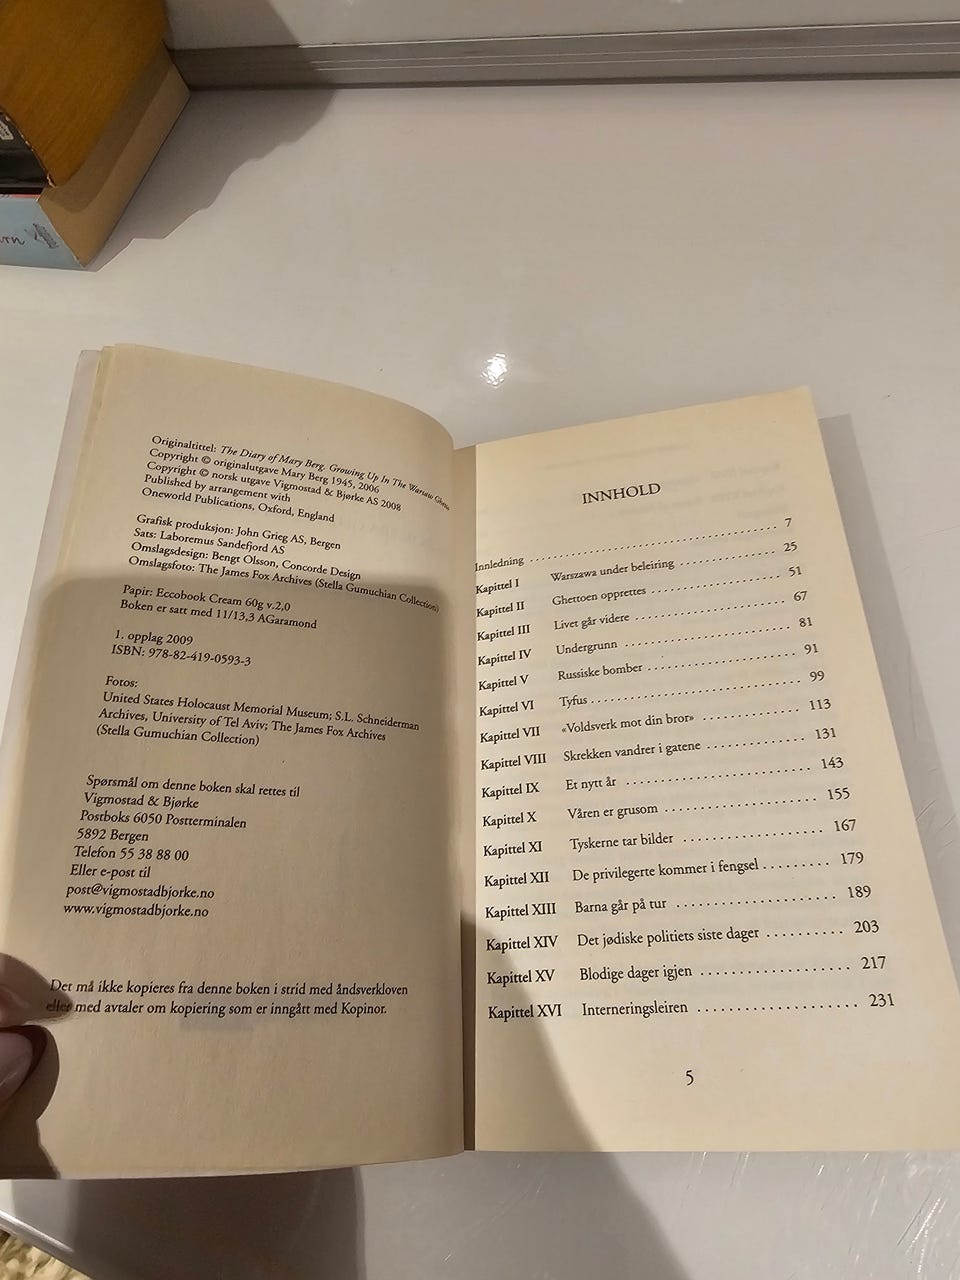 Originaltittel: The Diary of Mary Berg. Growing Up In The Warsaw Ghetto
Copyright © originalutgave Mary Berg 1945, 2006
Copyright © norsk utgave Vigmostad & Bjørke AS 2008
Published by arrangement with
Oneworld Publications, Oxford, England
Grafisk produksjon: John Grieg AS, Bergen
Sats: Laboremus Sandefjord AS
Omslagsdesign: Bengt Olsson, Concorde Design
Omslagsfoto: The James Fox Archives (Stella Gumuchian Collection)
Papir: Eccobook Cream 60g v.2,0
Boken er satt med 11/13,3 AGaramond
1. opplag 2009
ISBN: 978-82-419-0593-3
Fotos:
United States Holocaust Memorial Museum; S.L. Schneiderman
Archives, University of Tel Aviv; The James Fox Archives
(Stella Gumuchian Collection)
Spørsmål om denne boken skal rettes til
Vigmostad & Bjørke
Postboks 6050 Postterminalen
5892 Bergen
Telefon 55 38 88 00
Eller e-post til
post@vigmostadbjorke.no
www.vigmostadbjorke.no
Det må ikke kopieres fra denne boken i strid med åndsverkloven
eller med avtaler om kopiering som er inngått med Kopinor.
INNHOLD
Innledning . . . . . . . . . . 7
Kapittel I Warszawa under beleiring . . . . . . . . . . 25
Kapittel II Ghettoen opprettes . . . . . . . . . . 51
Kapittel III Livet går videre . . . . . . . . . . 67
Kapittel IV Undergrunn . . . . . . . . . . 81
Kapittel V Russiske bomber . . . . . . . . . . 91
Kapittel VI Tyfus . . . . . . . . . . 99
Kapittel VII «Voldsverk mot din bror» . . . . . . . . . . 113
Kapittel VIII Skrekken vandrer i gatene . . . . . . . . . . 131
Kapittel IX Et nytt år . . . . . . . . . . 143
Kapittel X Våren er grusom . . . . . . . . . . 155
Kapittel XI Tyskerne tar bilder . . . . . . . . . . 167
Kapittel XII De privilegerte kommer i fengsel . . . . . . . . . 179
Kapittel XIII Barna går på tur . . . . . . . . . . 189
Kapittel XIV Det jødiske politiets siste dager . . . . . . . . . . 203
Kapittel XV Blodige dager igjen . . . . . . . . . . 217
Kapittel XVI Interneringsleiren . . . . . . . . . . 231
5